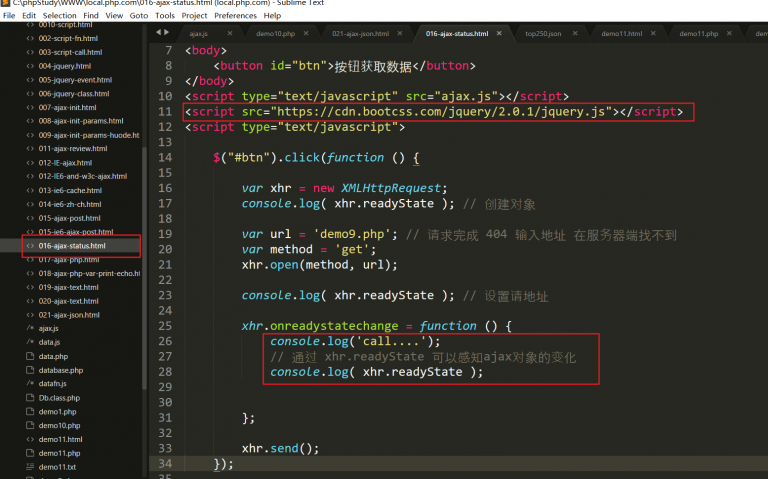 C:\phpStudy\WWW\local.php.com\016-ajax-status.html (local.php.com) - Sublime Text
File Edit Selection Find View Goto Tools Project Preferences Help
ajax.js demo10.php 021-ajax-json.html 016-ajax-status.html top250.json demo11.html demo11.php demo
0010-script.html
002-script-fn.html
003-script-call.html
004-jquery.html
005-jquery-event.html
006-jquery-class.html
007-ajax-init.html
008-ajax-init-params.html
009-ajax-init-params-huode.ht
011-ajax-review.html
012-IE-ajax.html
012-IE6-and-w3c-ajax.html
013-ie6-cache.html
014-ie6-zh-ch.html
015-ajax-post.html
015-ie6-ajax-post.html
016-ajax-status.html
017-ajax-php.html
018-ajax-php-var-print-echo.ht
019-ajax-text.html
020-ajax-text.html
021-ajax-json.html
ajax.js
data.js
data.php
database.php
datafn.js
Db.class.php
demo1.php
demo10.php
demo11.html
demo11.php
demo11.txt
7 <body>
8 <button id="btn">按钮获取数据</button>
9 </body>
10 <script type="text/javascript" src="ajax.js"></script>
11 <script src="https://cdn.bootcss.com/jquery/2.0.1/jquery.js"></script>
12 <script type="text/javascript">
13
14 $("#btn").click(function () {
15
16 var xhr = new XMLHttpRequest;
17 console.log( xhr.readyState ); // 创建对象
18
19 var url = 'demo9.php'; // 请求完成 404 输入地址 在服务器端找不到
20 var method = 'get';
21 xhr.open(method, url);
22
23 console.log( xhr.readyState ); // 设置请地址
24
25 xhr.onreadystatechange = function () {
26 console.log('call....');
27 // 通过 xhr.readyState 可以感知ajax对象的变化
28 console.log( xhr.readyState );
29
30
31 };
32
33 xhr.send();
34 });